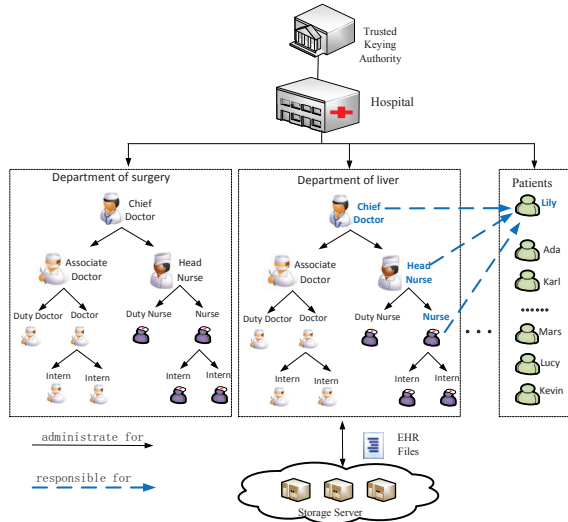 Trusted
Keying
Authority
Hospital
Department of surgery
Chief
Doctor
Associate
Doctor
Head
Nurse
Duty Doctor
Doctor
Duty Nurse
Nurse
Intern
Intern
Intern
Intern
Department of liver
Chief
Doctor
Associate
Doctor
Head
Nurse
Duty Doctor
Doctor
Duty Nurse
Nurse
Intern
Intern
Intern
Intern
Patients
Lily
Ada
Karl
......
Mars
Lucy
Kevin
...
administrate for
responsible for
EHR
Files
Storage Server